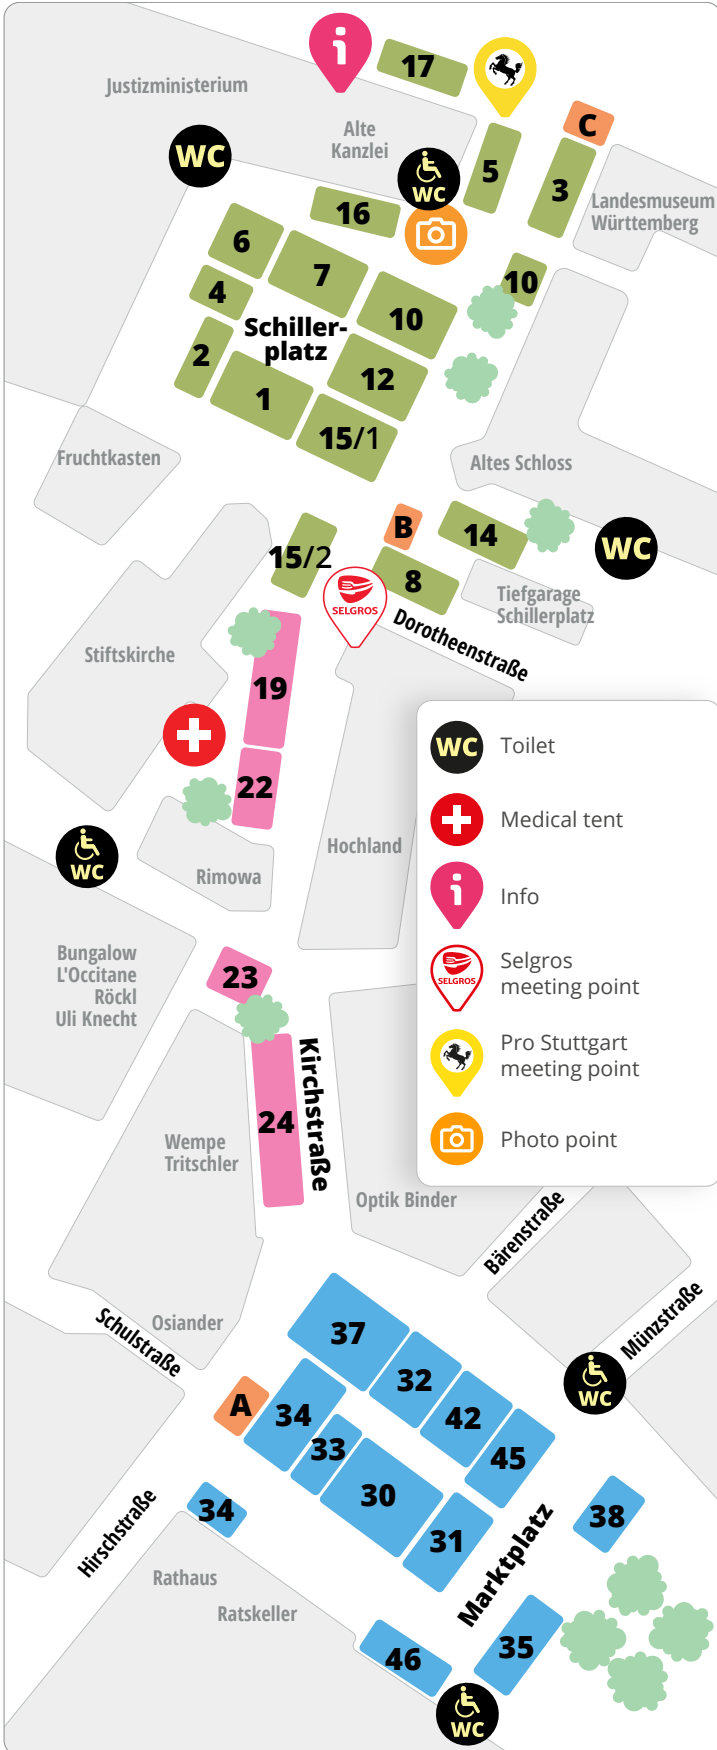 17
Justizministerium
C
Alte
Kanzlei
WC
5
WC
3
Landesmuseum
Württemberg
16
6
7
10
4
10
Schiller-
platz
2
12
1
15/1
Fruchtkasten
Altes Schloss
B
14
WC
15/2
8
SELGROS
Tiefgarage
Schillerplatz
Dorotheenstraße
Stiftskirche
19
22
WC
Toilet
Medical tent
Hochland
WC
Rimowa
Info
Bungalow
L'Occitane
Röckl
Uli Knecht
23
SELGROS
Selgros
meeting point
Pro Stuttgart
meeting point
Kirchstraße
24
Wempe
Tritschler
Photo point
Optik Binder
Bärenstraße
Osiander
Schulstraße
Münzstraße
37
32
WC
A
34
42
33
45
30
34
31
38
Hirschstraße
Marktplatz
Rathaus
Ratskeller
46
35
WC